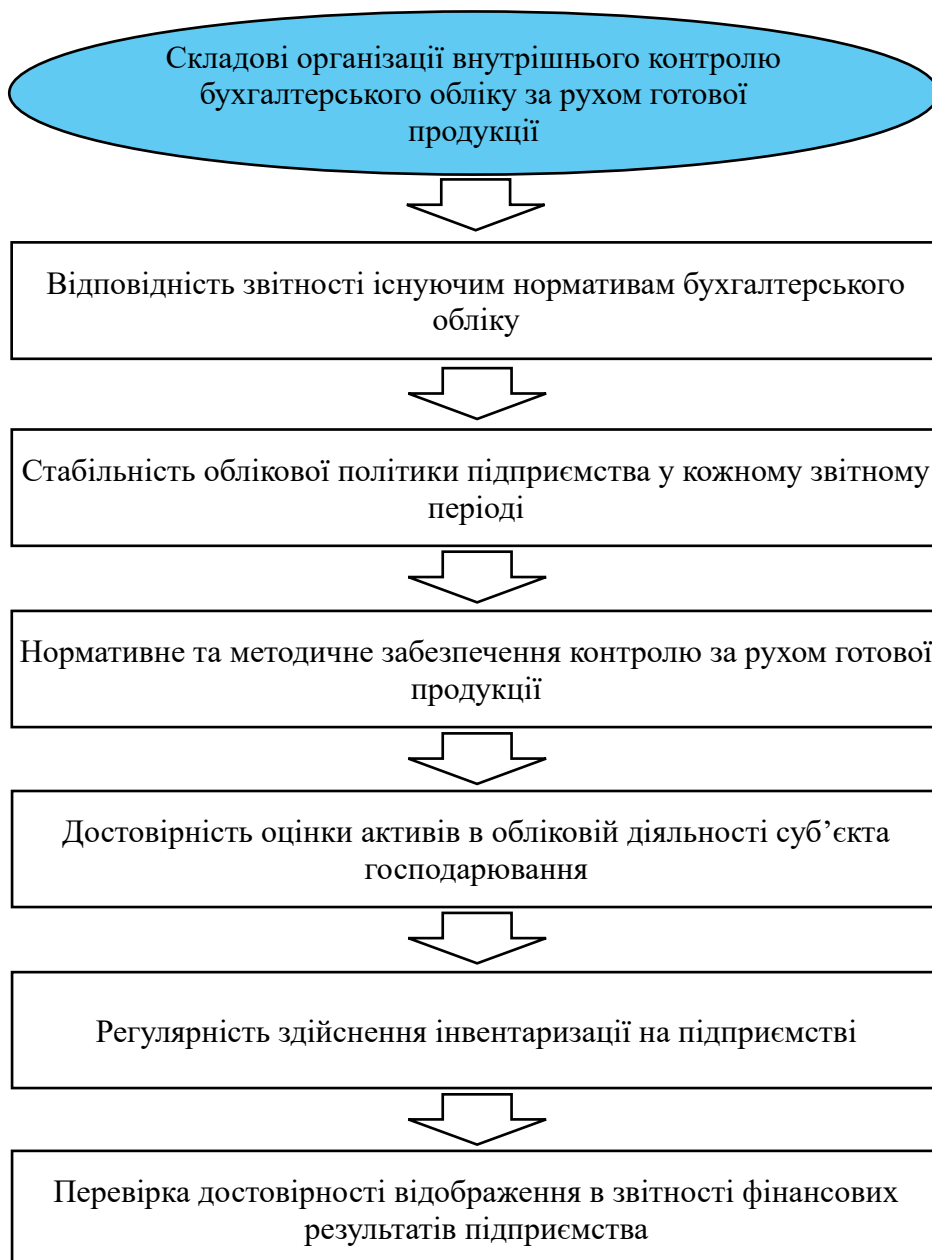 Складові організації внутрішнього контролю
бухгалтерського обліку за рухом готової
продукції
Відповідність звітності існуючим нормативам бухгалтерського
обліку
Стабільність облікової політики підприємства у кожному звітному
періоді
Нормативне та методичне забезпечення контролю за рухом готової
продукції
Достовірність оцінки активів в обліковій діяльності суб’єкта
господарювання
Регулярність здійснення інвентаризації на підприємстві
Перевірка достовірності відображення в звітності фінансових
результатів підприємства